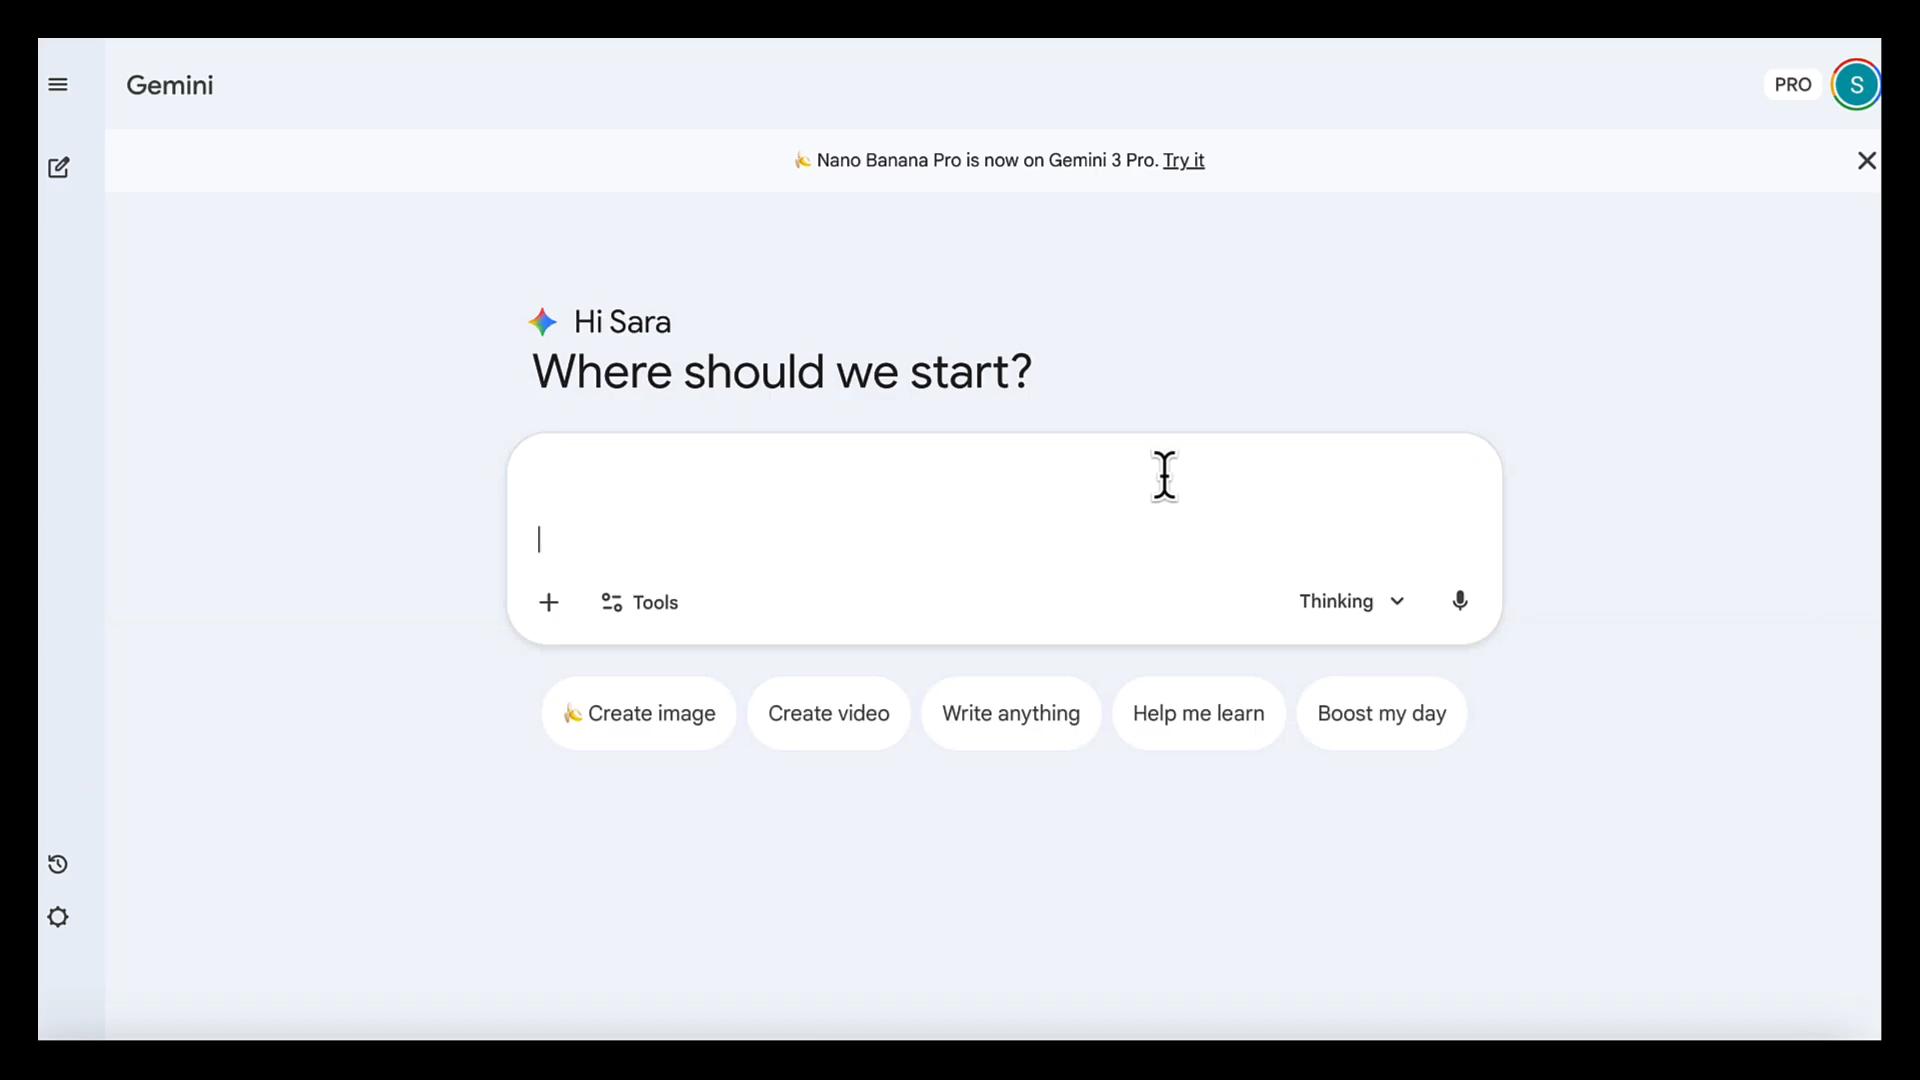 Gemini
PRO
S
Nano Banana Pro is now on Gemini 3 Pro. Try it
Hi Sara
Where should we start?
Tools
Thinking
Create image
Create video
Write anything
Help me learn
Boost my day